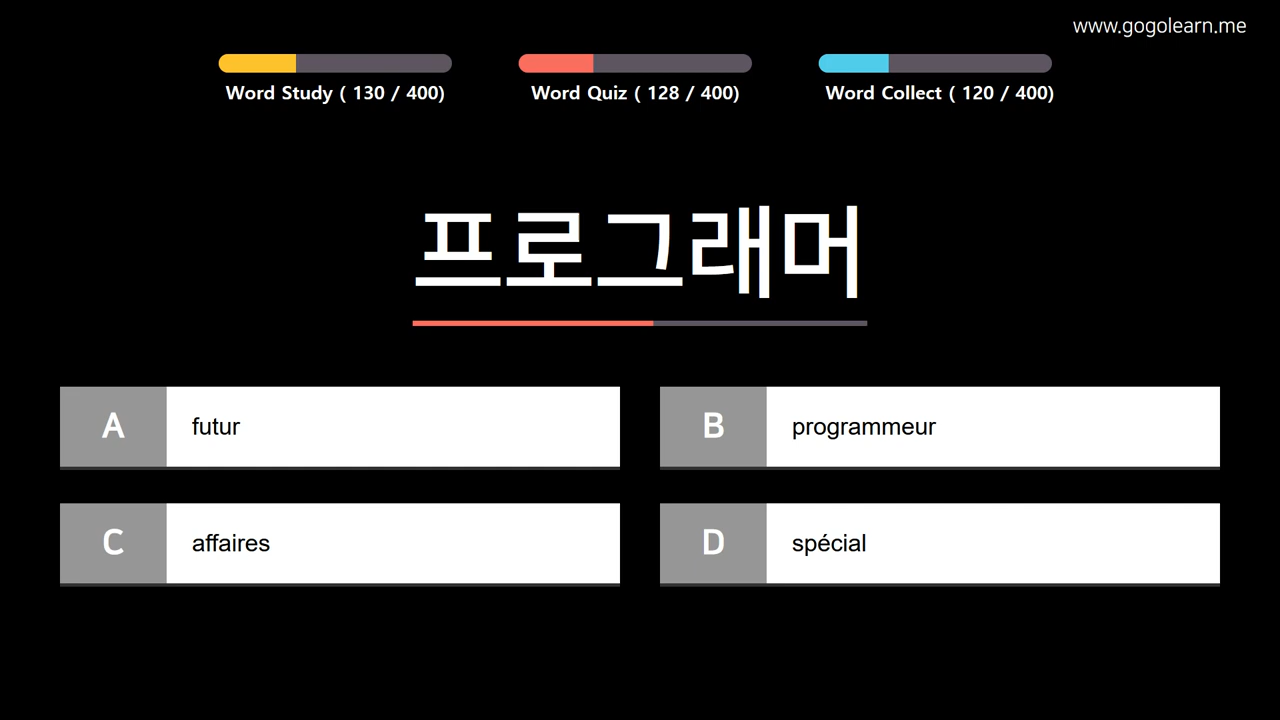 www.gogolearn.me
Word Study ( 130 / 400)
Word Quiz ( 128 / 400)
Word Collect ( 120 / 400)
프로그래머
A futur
B programmeur
C affaires
D spécial